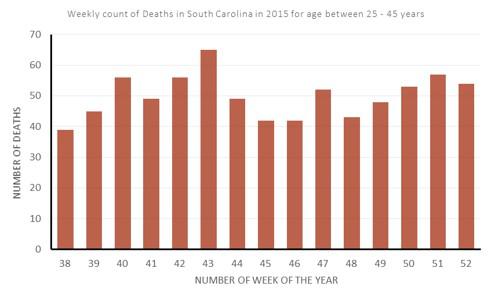 Weekly count of Deaths in South Carolina in 2015 for age between 25 - 45 years
70
60
50
40
30
20
10
0
NUMBER OF DEATHS
38 39 40 41 42 43 44 45 46 47 48 49 50 51 52
NUMBER OF WEEK OF THE YEAR